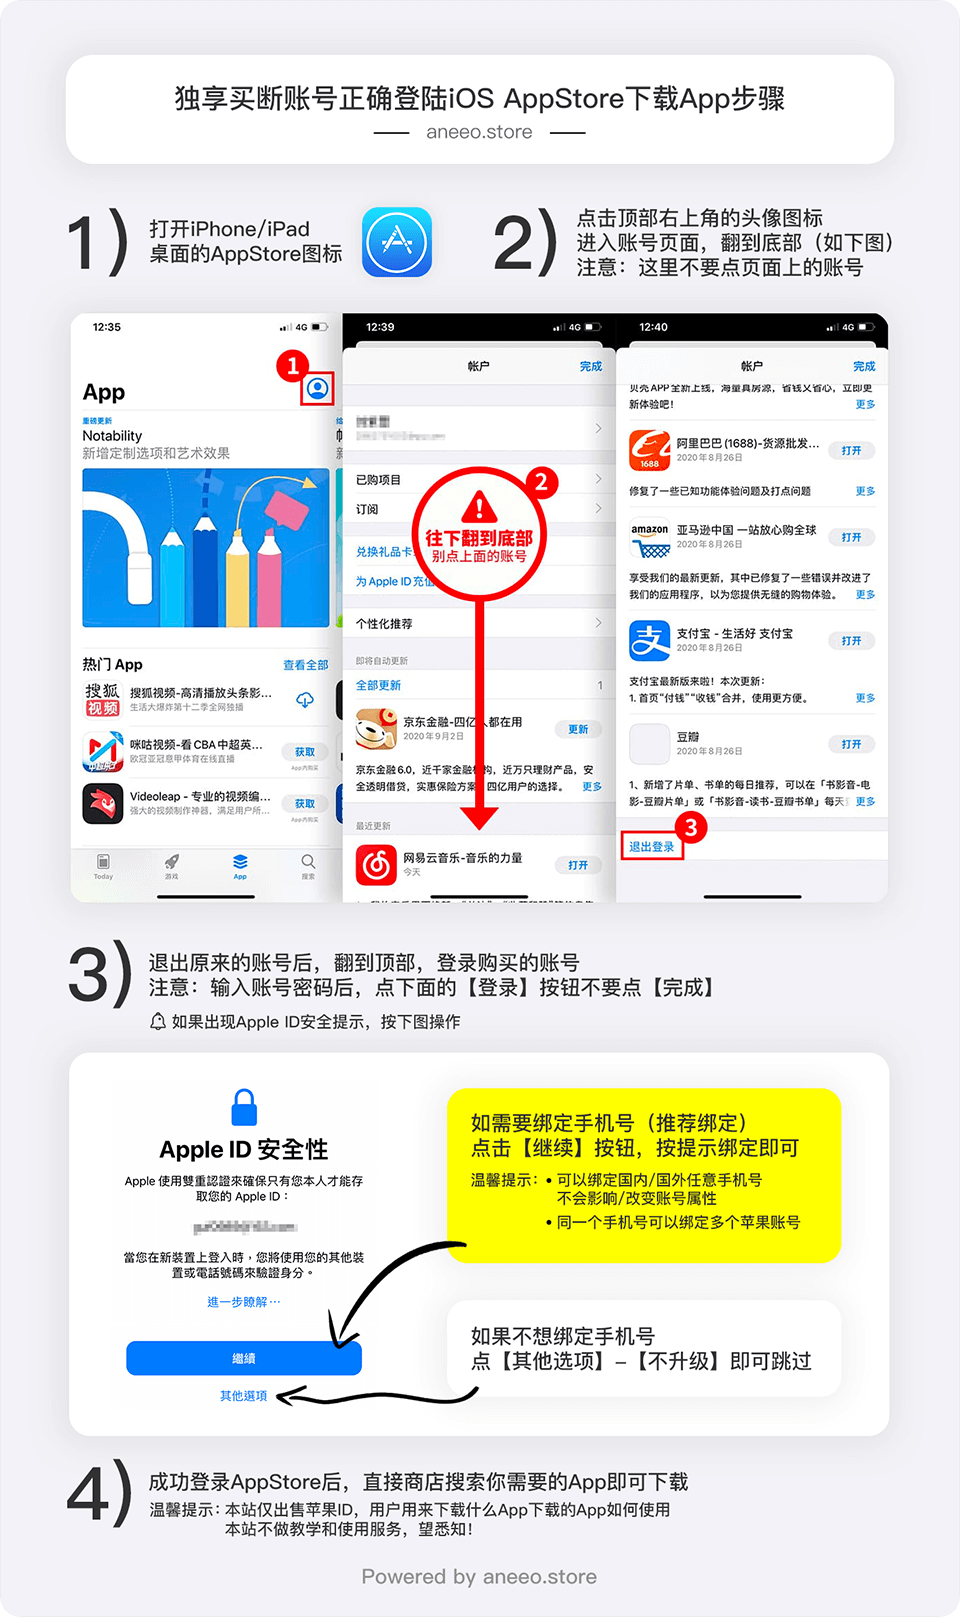 独享买断账号正确登陆iOS AppStore下载App步骤
aneeo.store
1)
打开iPhone/iPad
桌面的AppStore图标
2)
点击顶部右上角的头像图标
进入账号页面，翻到底部（如下图）
注意：这里不要点页面上的账号
12:35
4G
1
App
重磅更新
Notability
新增定制选项和艺术效果
热门 App
查看全部
搜狐视频
搜狐视频-高清播放头条影...
生活大爆炸第十二季全网独播
咪咕视频-看 CBA 中超英...
欧冠亚冠意甲体育在线直播
获取
App内购买
Videoleap - 专业的视频编...
强大的视频制作神器，满足用户所...
获取
App内购买
Today
游戏
App
搜索
12:39
4G
帐户
完成
已购项目
订阅
兑换礼品卡
为 Apple ID 充值
2
往下翻到底部
别点上面的账号
个性化推荐
即将自动更新
全部更新
1
京东金融-四亿人都在用
2020年9月2日
更新
京东金融6.0，近千家金融机构，近万只理财产品，安
全透明借贷，实惠保险方案，四亿用户的选择。
更多
最近更新
网易云音乐-音乐的力量
今天
打开
12:40
4G
帐户
完成
贝壳APP全新上线，海量真房源，省钱又省心，立即更
新体验吧！
更多
1688
阿里巴巴 (1688)-货源批发...
2020年8月26日
打开
修复了一些已知功能体验问题及打点问题
更多
amazon
亚马逊中国 一站放心购全球
2020年8月26日
打开
享受我们的最新更新，其中已修复了一些错误并改进了
我们的应用程序，以为您提供无缝的购物体验。
更多
支
支付宝 - 生活好 支付宝
2020年8月26日
打开
支付宝最新版来啦！本次更新：
1. 首页“付钱”“收钱”合并，使用更方便。
更多
豆瓣
2020年8月26日
打开
1、新增了片单、书单的每日推荐，可以在「书影音-电
影-豆瓣片单」或「书影音-读书-豆瓣书单」每天
更多
3
退出登录
3)
退出原来的账号后，翻到顶部，登录购买的账号
注意：输入账号密码后，点下面的【登录】按钮不要点【完成】
如果出现Apple ID安全提示，按下图操作
Apple ID 安全性
Apple 使用雙重認證來確保只有您本人才能存
取您的 Apple ID：
當您在新裝置上登入時，您將使用您的其他裝
置或電話號碼來驗證身分。
進一步瞭解...
繼續
其他選項
如需要绑定手机号（推荐绑定）
点击【继续】按钮，按提示绑定即可
温馨提示：• 可以绑定国内/国外任意手机号
不会影响/改变账号属性
• 同一个手机号可以绑定多个苹果账号
如果不想绑定手机号
点【其他选项】–【不升级】即可跳过
4)
成功登录AppStore后，直接商店搜索你需要的App即可下载
温馨提示：本站仅出售苹果ID，用户用来下载什么App下载的App如何使用
本站不做教学和使用服务，望悉知！
Powered by aneeo.store